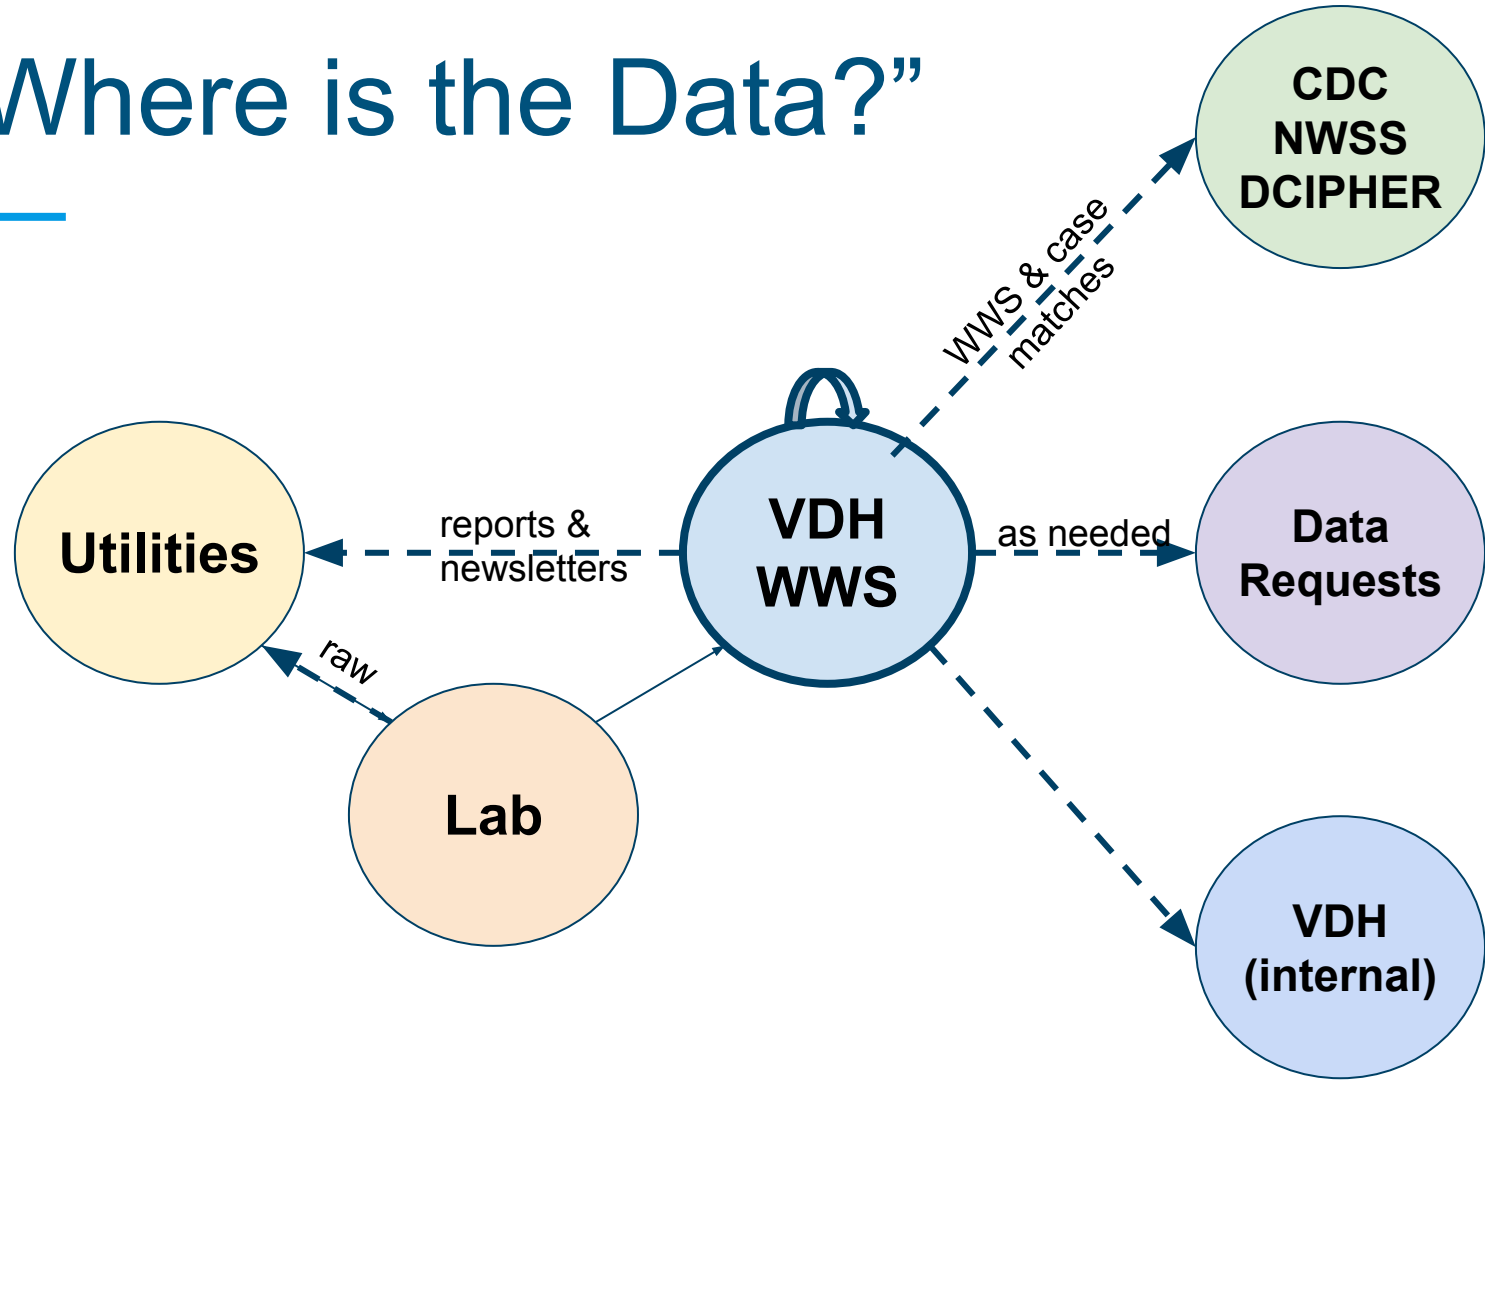 Where is the Data?”
CDC
NWSS
DCIPHER
WWS & case
matches
Utilities
reports &
newsletters
VDH
WWS
as needed
Data
Requests
raw
Lab
VDH
(internal)